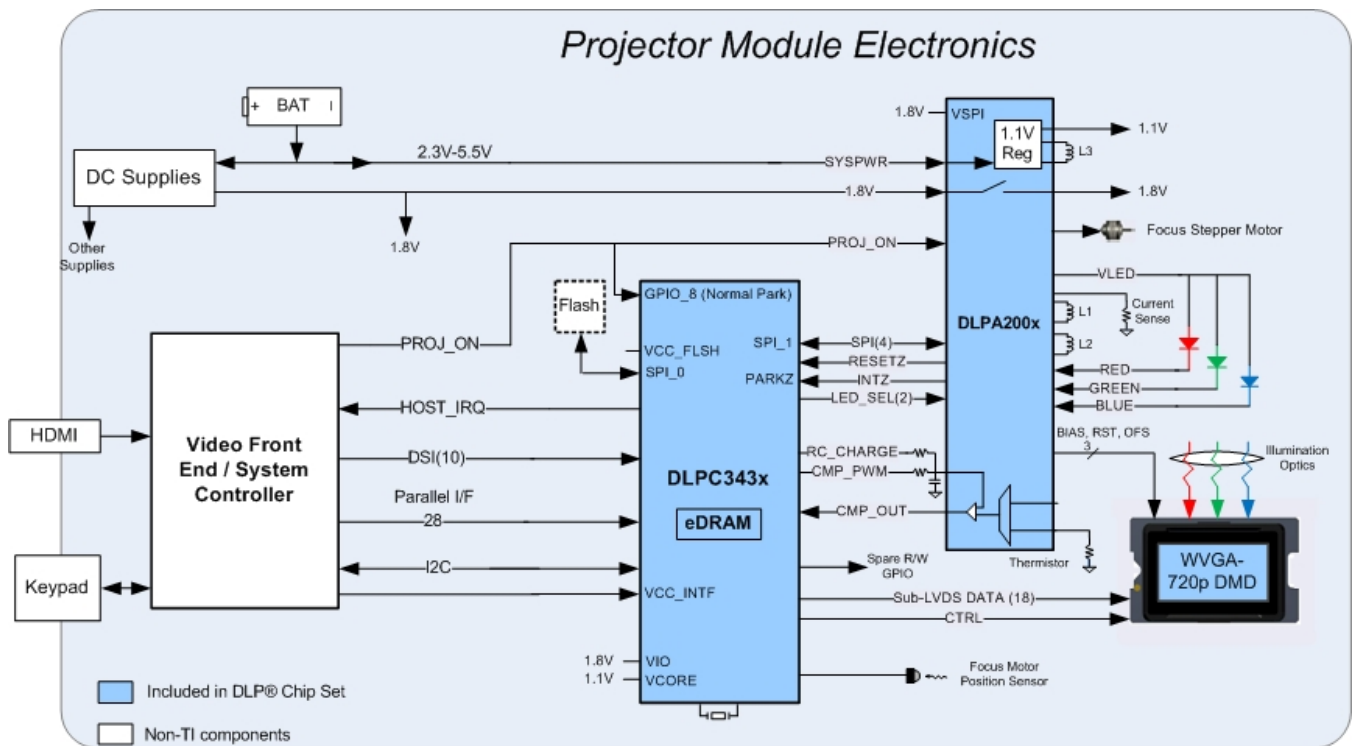 Projector Module Electronics
+ BAT I
DC Supplies
2.3V-5.5V
SYSPWR
1.8V
Other
Supplies
1.8V
1.8V
VSPI
1.1V
Reg
1.1V
L3
1.8V
PROJ_ON
Focus Stepper Motor
VLED
Current
Sense
L1
L2
DLPA200x
Flash
GPIO_8 (Normal Park)
VCC_FLSH
SPI_0
SPI_1
PARKZ
SPI(4)
RESETZ
INTZ
LED_SEL(2)
RED
GREEN
BLUE
BIAS, RST, OFS
3
Illumination
Optics
PROJ_ON
HOST_IRQ
HDMI
Video Front
End / System
Controller
DSI(10)
Parallel I/F
28
I2C
Keypad
VCC_INTF
DLPC343x
eDRAM
RC_CHARGE
CMP_PWM
CMP_OUT
Thermistor
Spare R/W
GPIO
WVGA-
720p DMD
Sub-LVDS DATA (18)
CTRL
1.8V
VIO
1.1V
VCORE
Focus Motor
Position Sensor
Included in DLP® Chip Set
Non-TI components